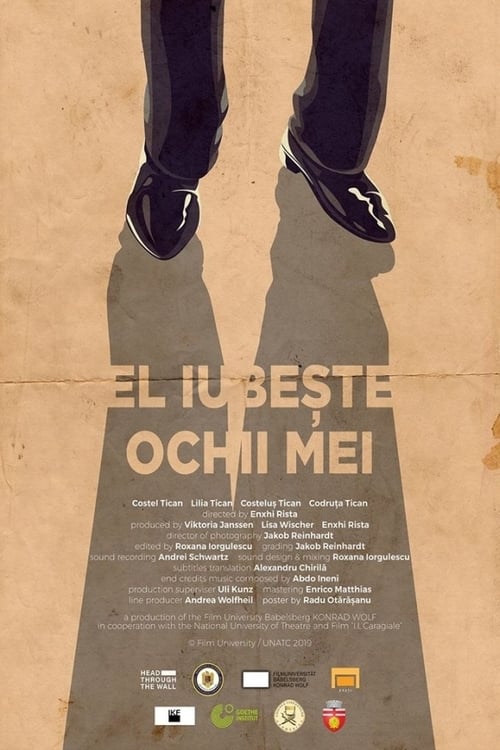 EL IUBEȘTE
OCHII MEI
Costel Tican Lilia Tican Costeluș Tican Codruța Tican
directed by Enxhi Rista
produced by Viktoria Janssen Lisa Wischer Enxhi Rista
director of photography Jakob Reinhardt
edited by Roxana Iorgulescu grading Jakob Reinhardt
sound recording Andrei Schwartz sound design & mixing Roxana Iorgulescu
subtitles translation Alexandru Chirilă
end credits music composed by Abdo Ineni
production superviser Uli Kunz mastering Enrico Matthias
line producer Andrea Wolfheil poster by Radu Otărășanu
a production of the Film University Babelsberg KONRAD WOLF
in cooperation with the National University of Theatre and Film "I.L Caragiale"
© Film University / UNATC 2019
HEAD
THROUGH
THE WALL
FILMUNIVERSITÄT
BABELSBERG
KONRAD WOLF
IKF
GOETHE
INSTITUT